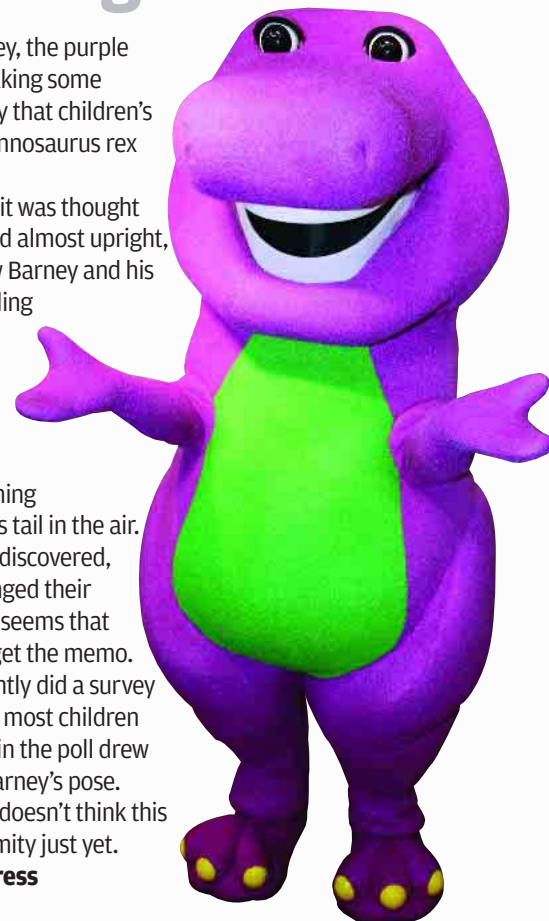 g
ey, the purple
aking some
y that children's
nnosaurus rex
it was thought
d almost upright,
y Barney and his
ling
ning
s tail in the air.
discovered,
nged their
seems that
get the memo.
ntly did a survey
most children
in the poll drew
arney's pose.
doesn't think this
mity just yet.
ress